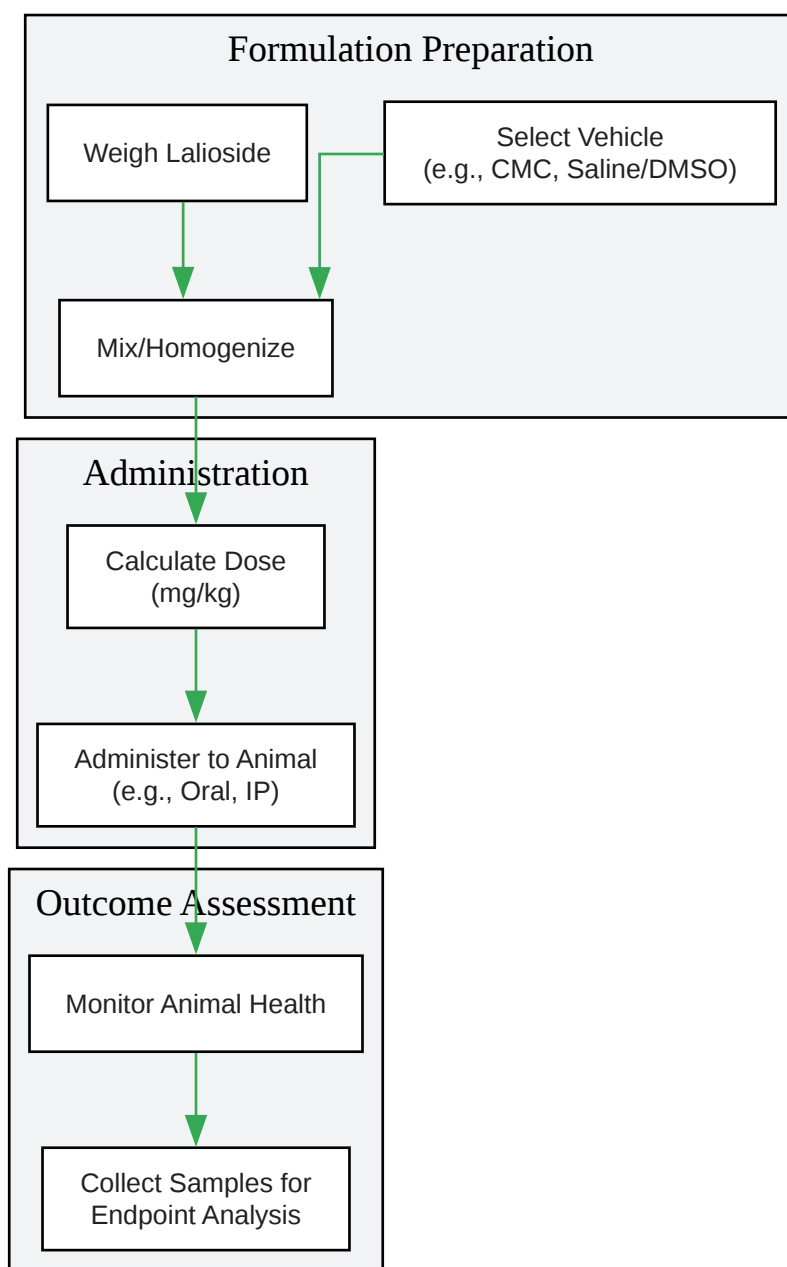 Formulation Preparation
Weigh Lalioside
Select Vehicle
(e.g., CMC, Saline/DMSO)
Mix/Homogenize
Administration
Calculate Dose
(mg/kg)
Administer to Animal
(e.g., Oral, IP)
Outcome Assessment
Monitor Animal Health
Collect Samples for
Endpoint Analysis